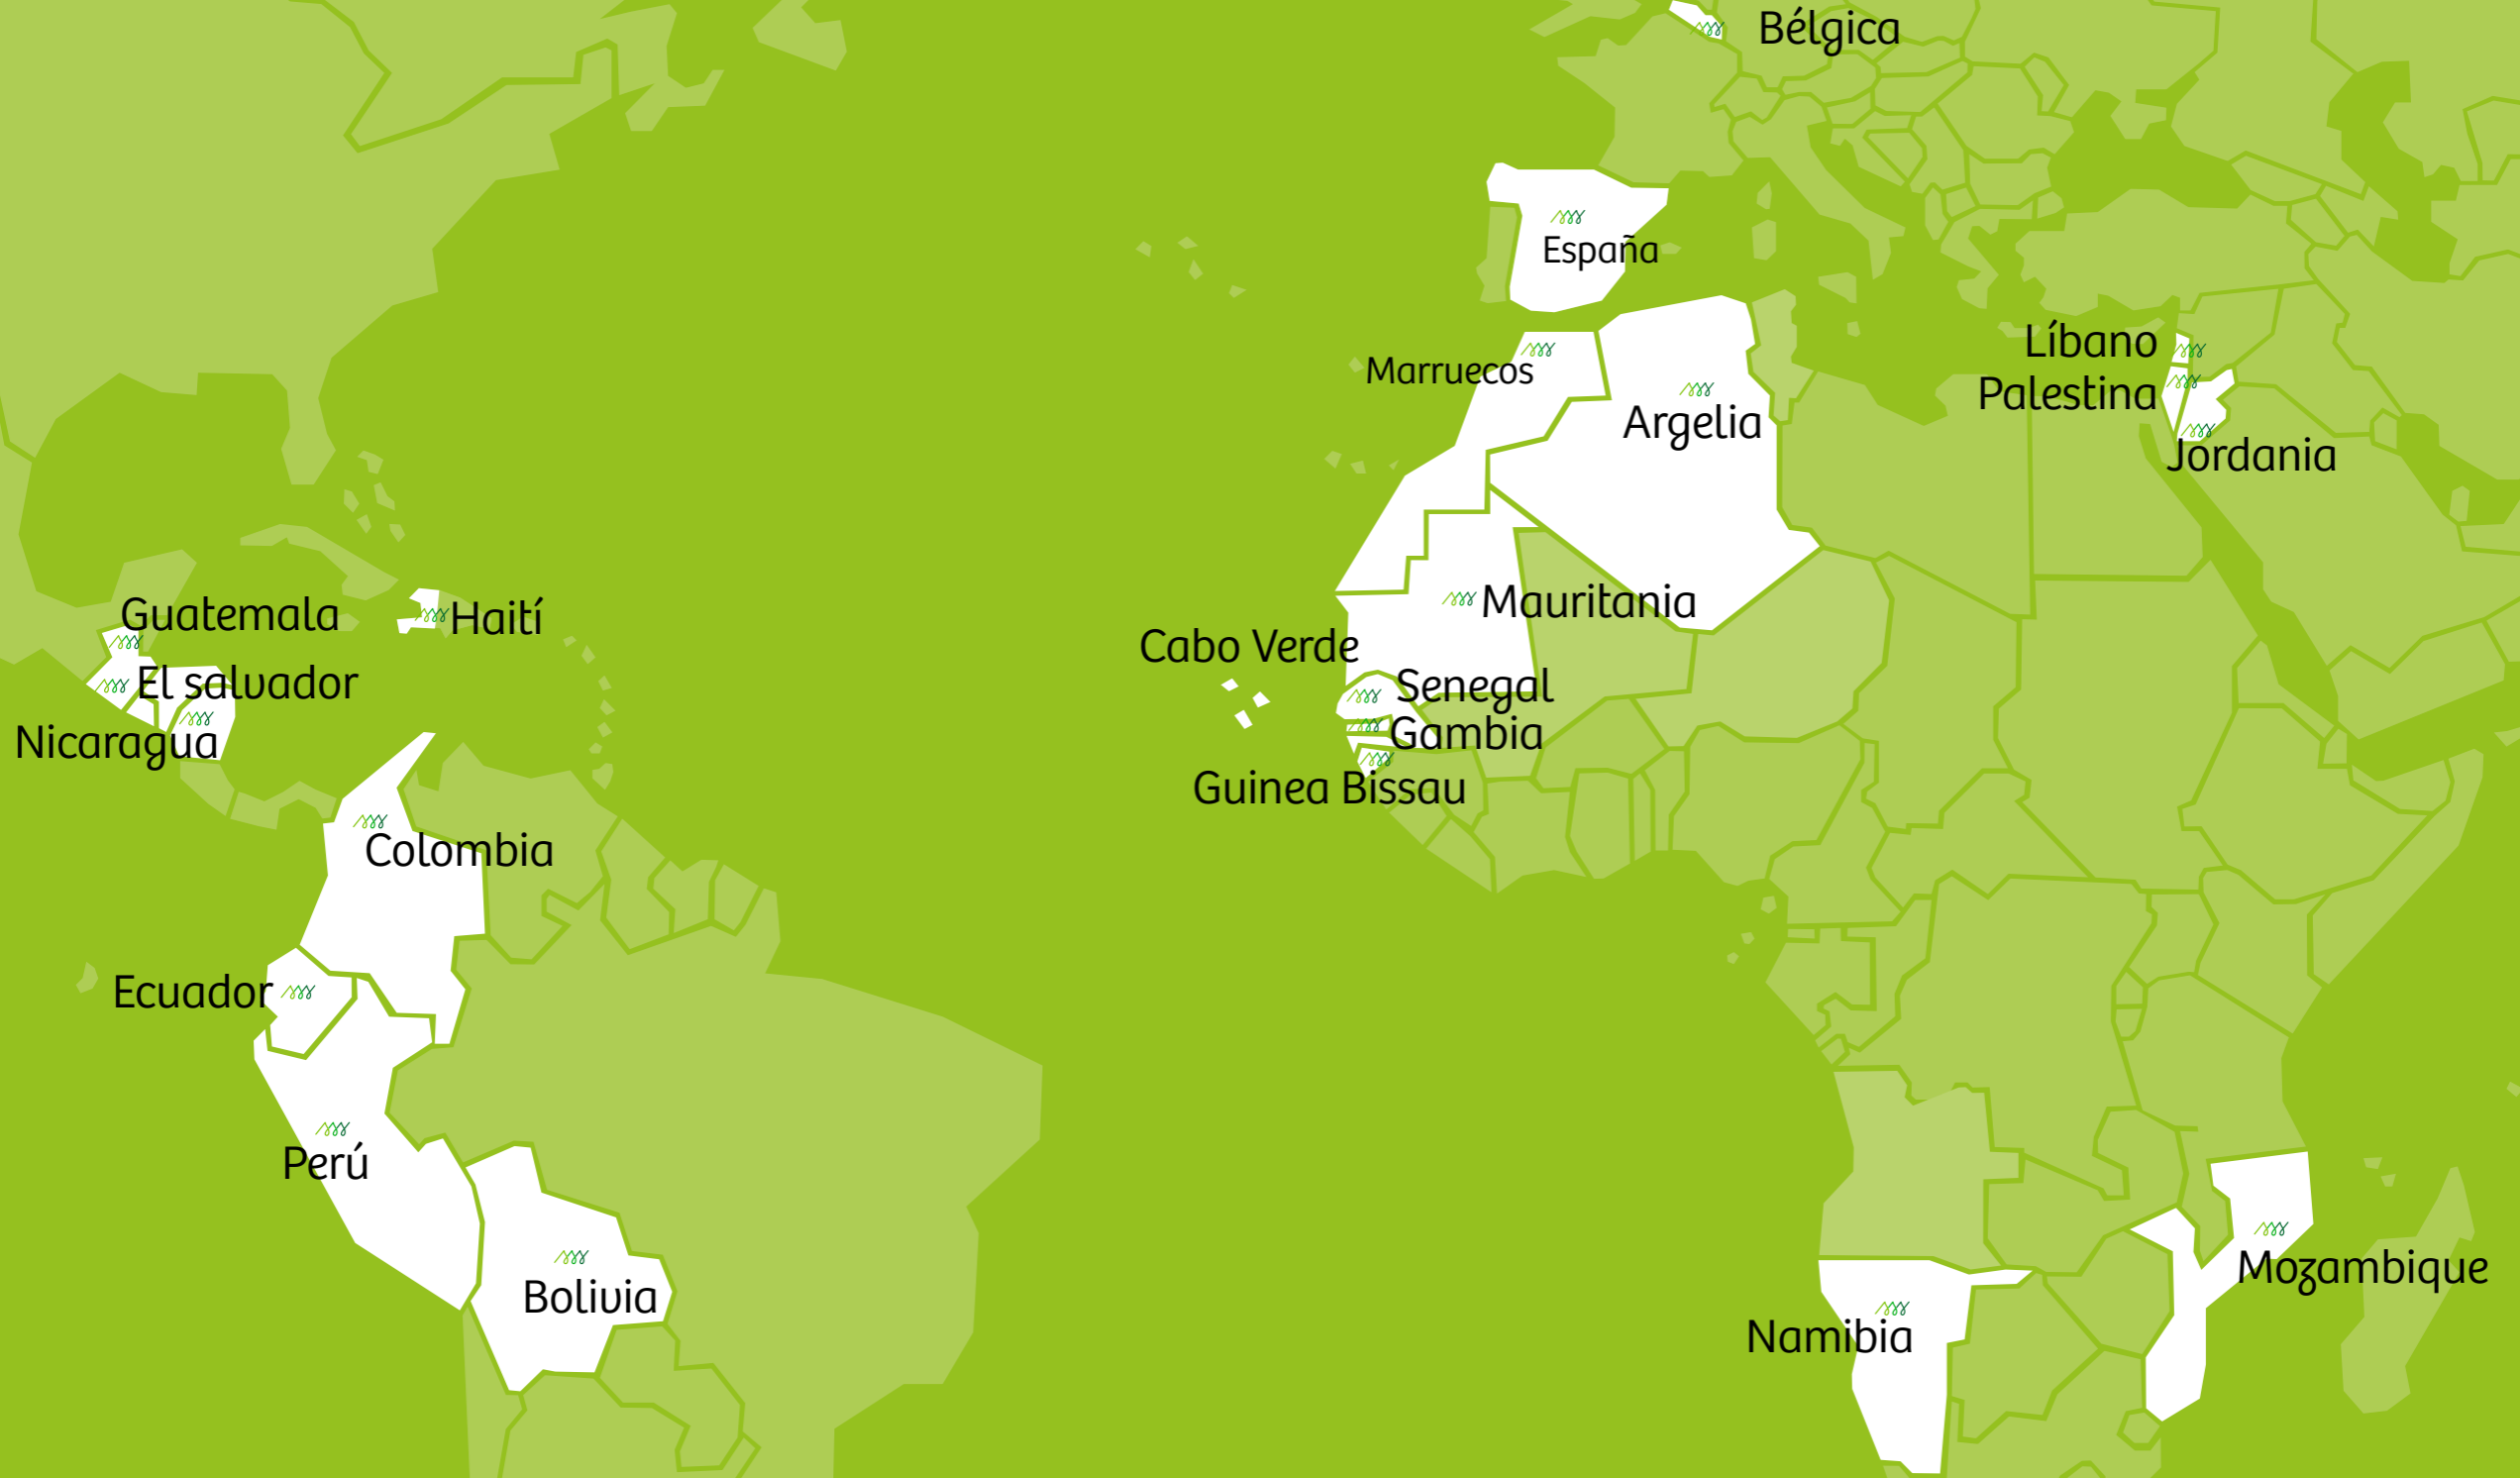 Bélgica
España
Marruecos
Argelia
Líbano
Palestina
Jordania
Guatemala
Haití
Mauritania
Cabo Verde
El salvador
Senegal
Nicaragua
Gambia
Guinea Bissau
Colombia
Ecuador
Perú
Bolivia
Mozambique
Namibia